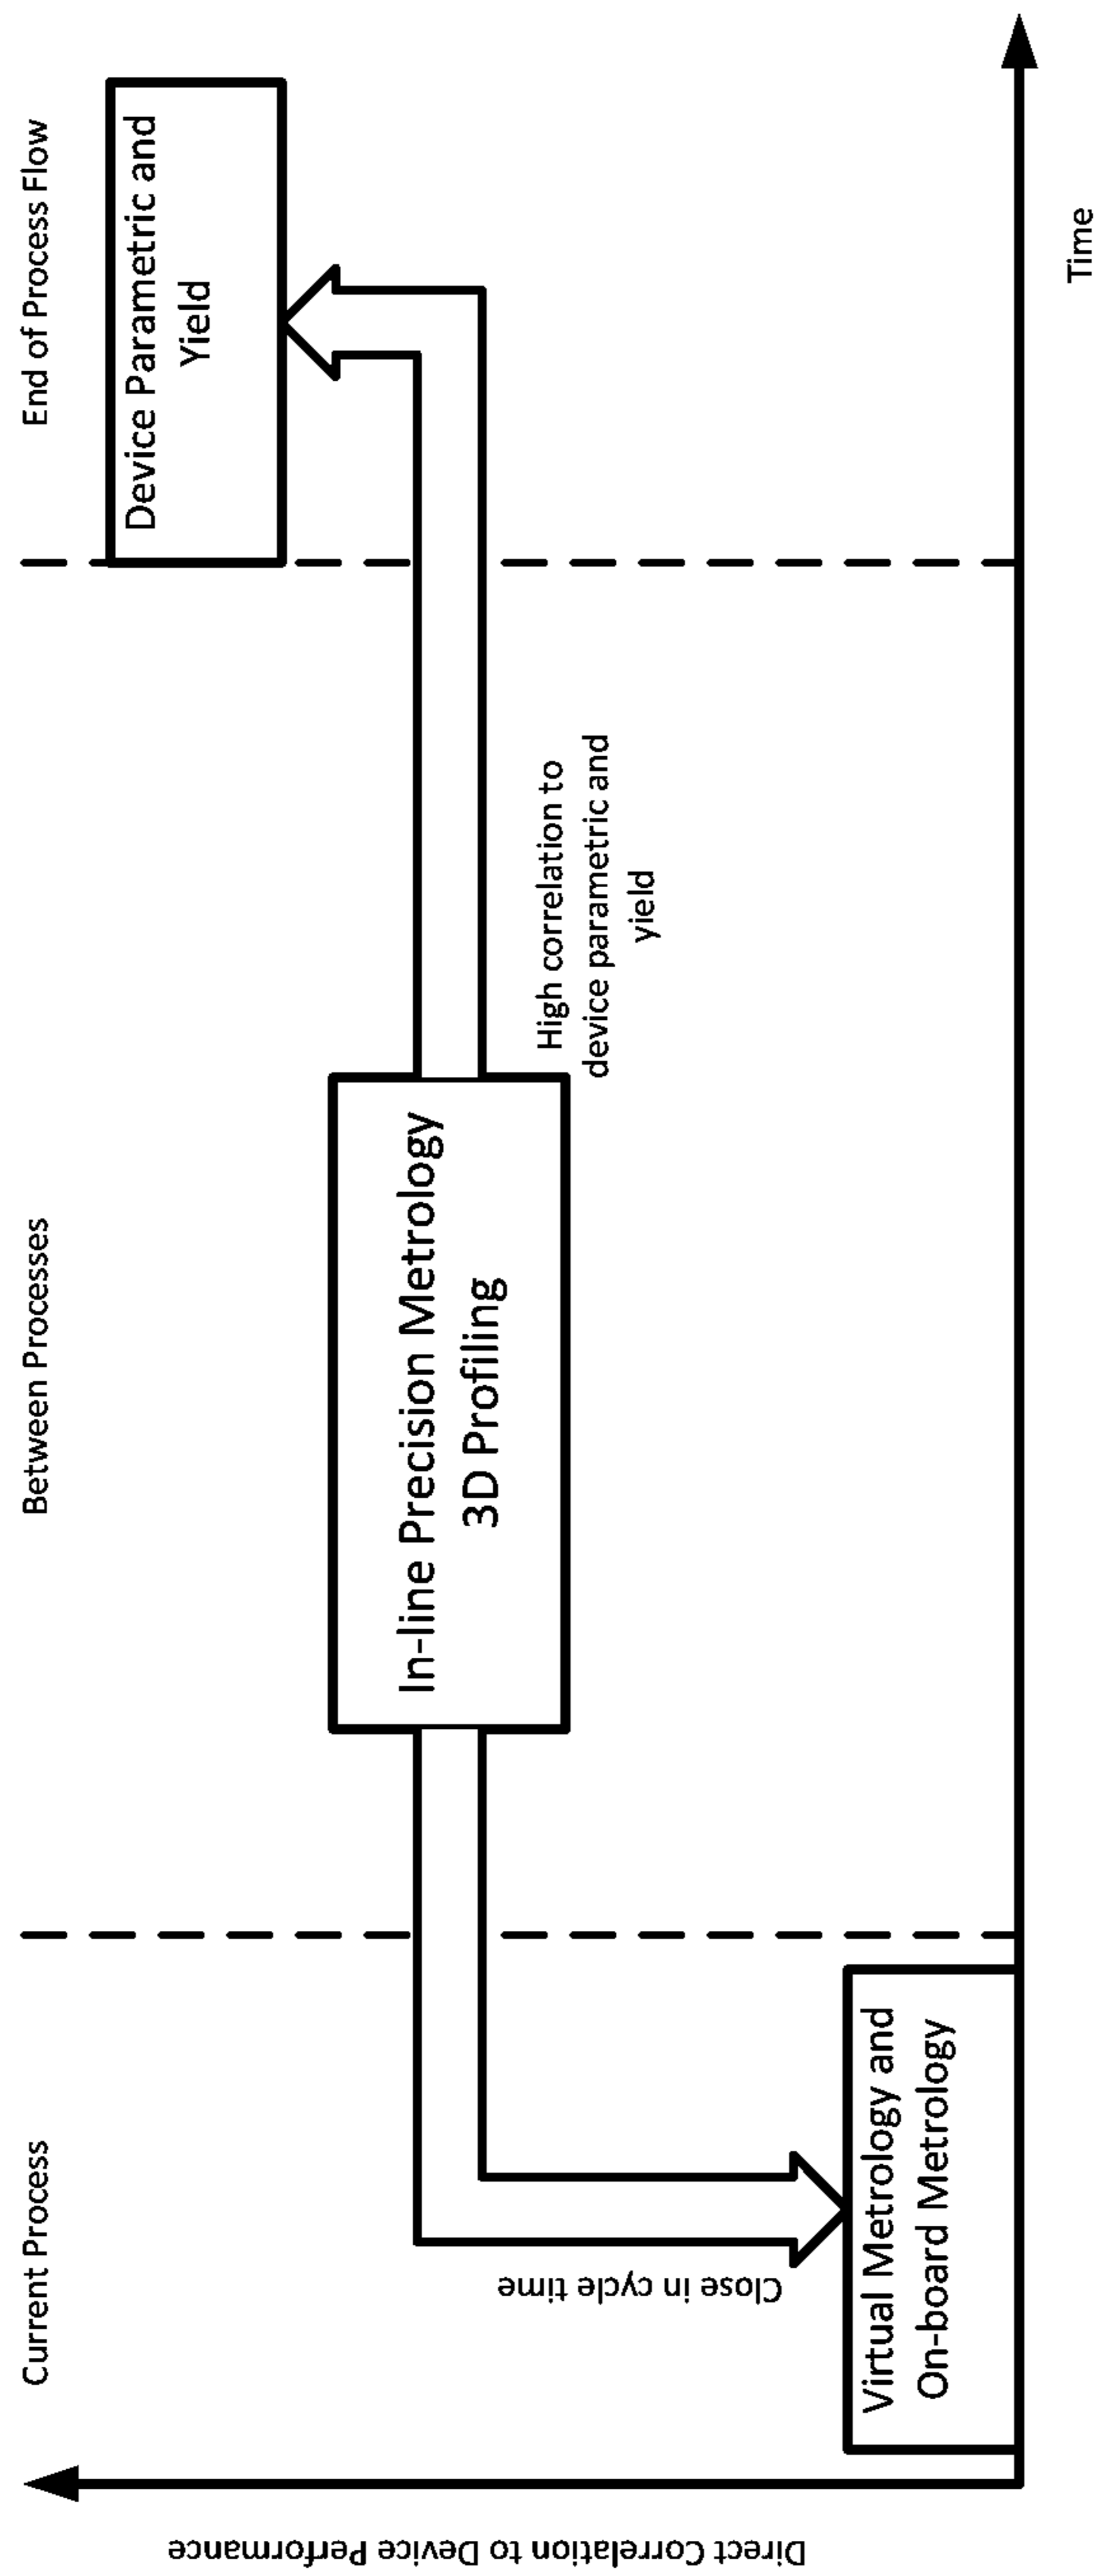 Current Process
Between Processes
End of Process Flow
Device Parametric and
Yield
In-line Precision Metrology
3D Profiling
High correlation to
device parametric and
yield
Close in cycle time
Virtual Metrology and
On-board Metrology
Direct Correlation to Device Performance
Time